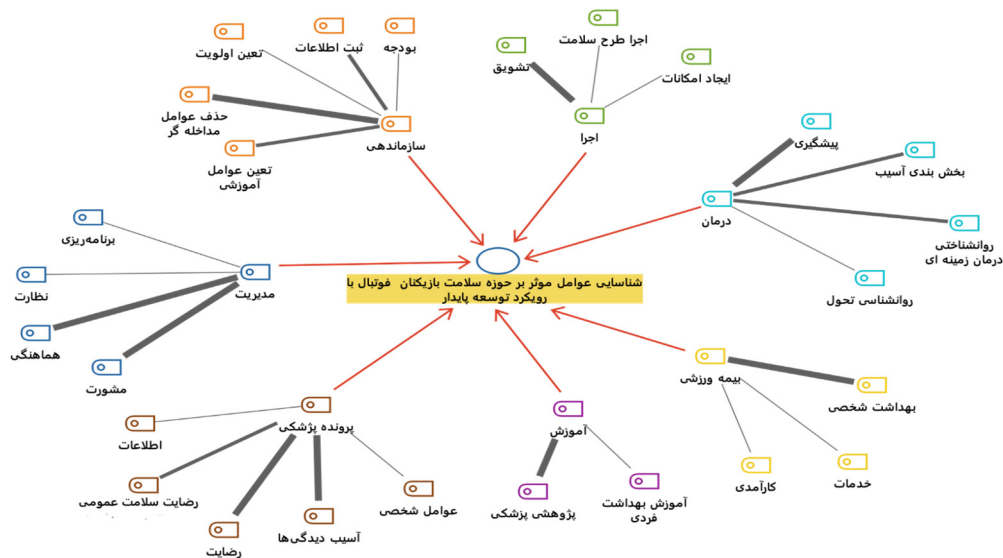 بودجه
ثبت اطلاعات
تعین اولویت
حذف عوامل
مداخله گر
تعین عوامل
آموزشی
سازماندهی
اجرا طرح سلامت
تشویق
ایجاد امکانات
اجرا
پیشگیری
بخش بندی آسیب
درمان
روانشناختی
درمان زمینه ای
روانشناسی تحول
برنامه‌ریزی
نظارت
مدیریت
هماهنگی
مشورت
شناسایی عوامل موثر بر حوزه سلامت بازیکنان فوتبال با
رویکرد توسعه پایدار
بیمه ورزشی
بهداشت شخصی
خدمات
کارآمدی
آموزش
آموزش بهداشت
فردی
پژوهشی پزشکی
پرونده پژشکی
اطلاعات
رضایت سلامت عمومی
رضایت
آسیب دیدگی‌ها
عوامل شخصی